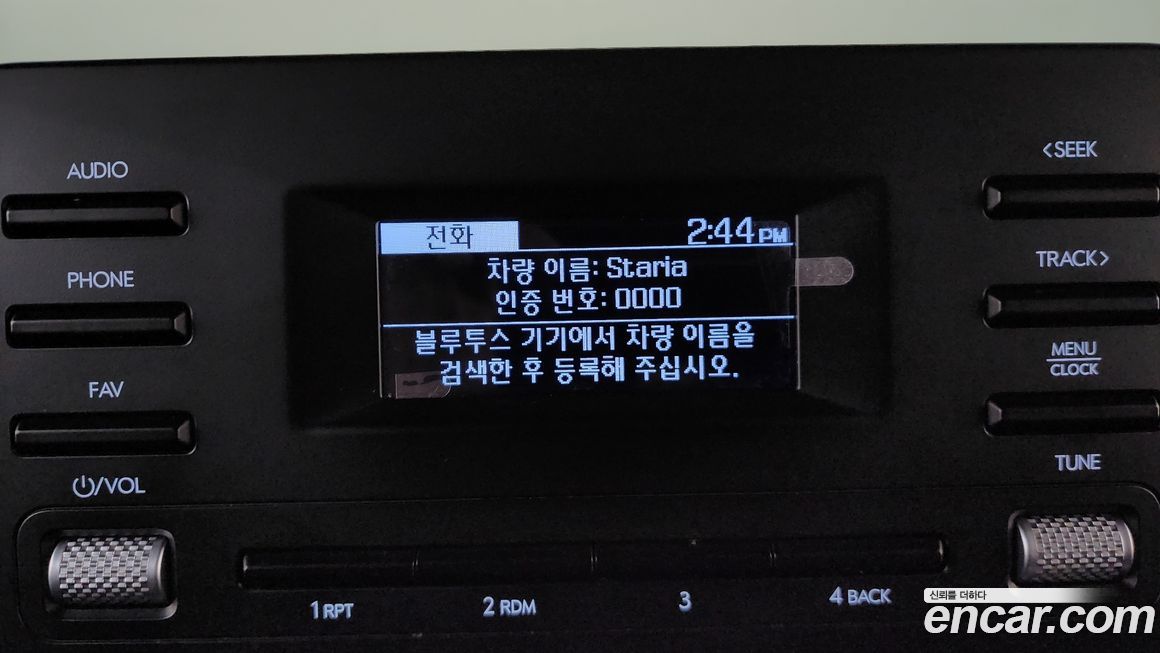 AUDIO
PHONE
FAV
⏻/VOL
전화 2:44 PM
차량 이름: Staria
인증 번호: 0000
블루투스 기기에서 차량 이름을
검색한 후 등록해 주십시오.
<SEEK
TRACK>
MENU
CLOCK
TUNE
1 RPT
2 RDM
3
4 BACK
신뢰를 더하다
encar.com